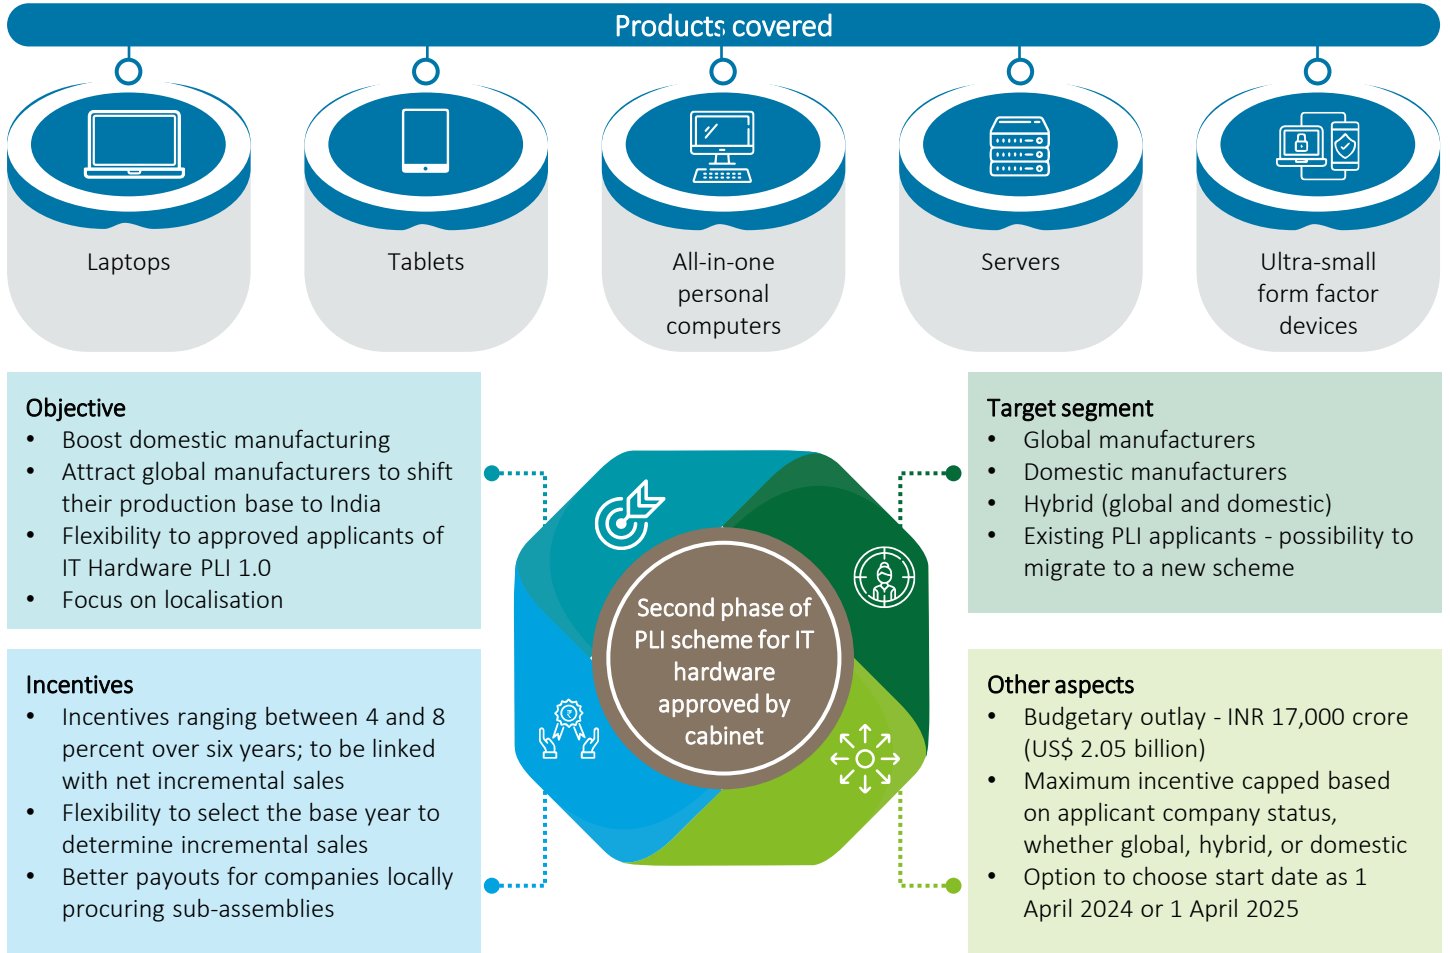 Products covered
Laptops
Tablets
All-in-one
personal
computers
Servers
Ultra-small
form factor
devices
Objective
• Boost domestic manufacturing
• Attract global manufacturers to shift
their production base to India
• Flexibility to approved applicants of
IT Hardware PLI 1.0
• Focus on localisation
Target segment
• Global manufacturers
• Domestic manufacturers
• Hybrid (global and domestic)
• Existing PLI applicants - possibility to
migrate to a new scheme
Second phase of
PLI scheme for IT
hardware
approved by
cabinet
Incentives
• Incentives ranging between 4 and 8
percent over six years; to be linked
with net incremental sales
• Flexibility to select the base year to
determine incremental sales
• Better payouts for companies locally
procuring sub-assemblies
Other aspects
• Budgetary outlay - INR 17,000 crore
(US$ 2.05 billion)
• Maximum incentive capped based
on applicant company status,
whether global, hybrid, or domestic
• Option to choose start date as 1
April 2024 or 1 April 2025